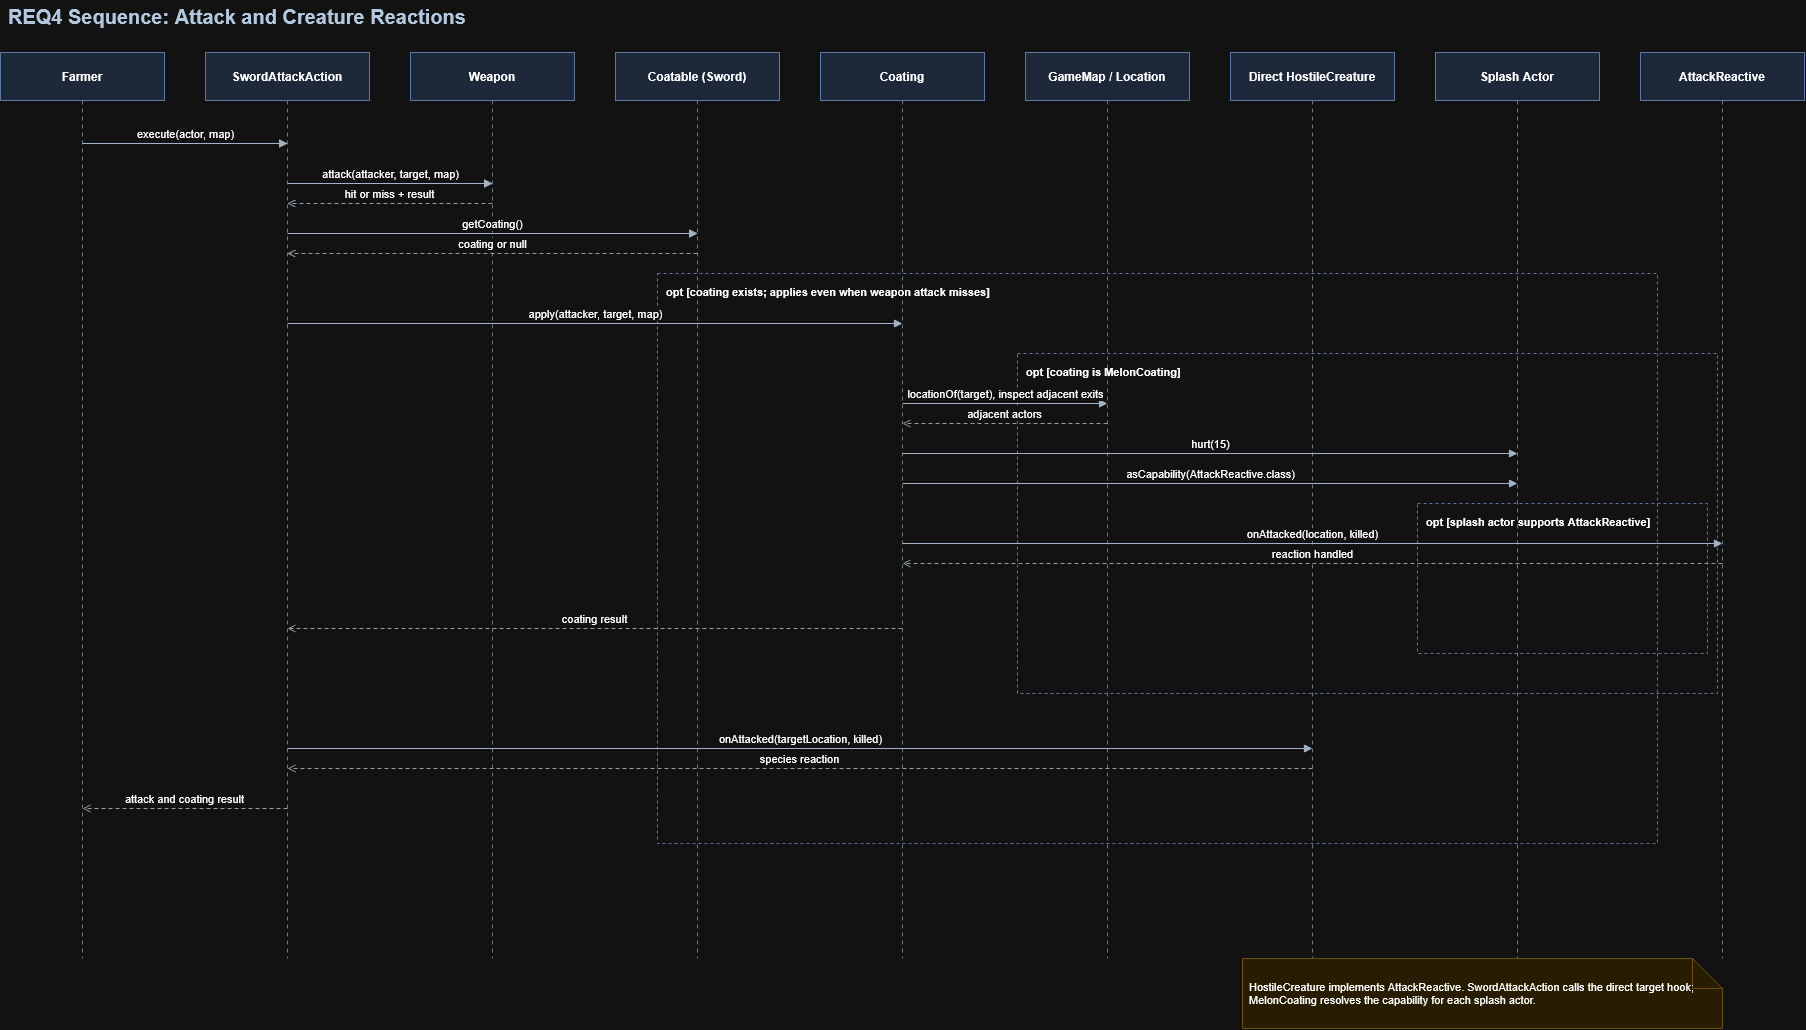 REQ4 Sequence: Attack and Creature Reactions
Farmer
SwordAttackAction
Weapon
Coatable (Sword)
Coating
GameMap / Location
Direct HostileCreature
Splash Actor
AttackReactive
execute(actor, map)
attack(attacker, target, map)
hit or miss + result
getCoating()
coating or null
opt [coating exists; applies even when weapon attack misses]
apply(attacker, target, map)
opt [coating is MelonCoating]
locationOf(target), inspect adjacent exits
adjacent actors
hurt(15)
asCapability(AttackReactive.class)
opt [splash actor supports AttackReactive]
onAttacked(location, killed)
reaction handled
coating result
onAttacked(targetLocation, killed)
species reaction
attack and coating result
HostileCreature implements AttackReactive. SwordAttackAction calls the direct target hook;
MelonCoating resolves the capability for each splash actor.